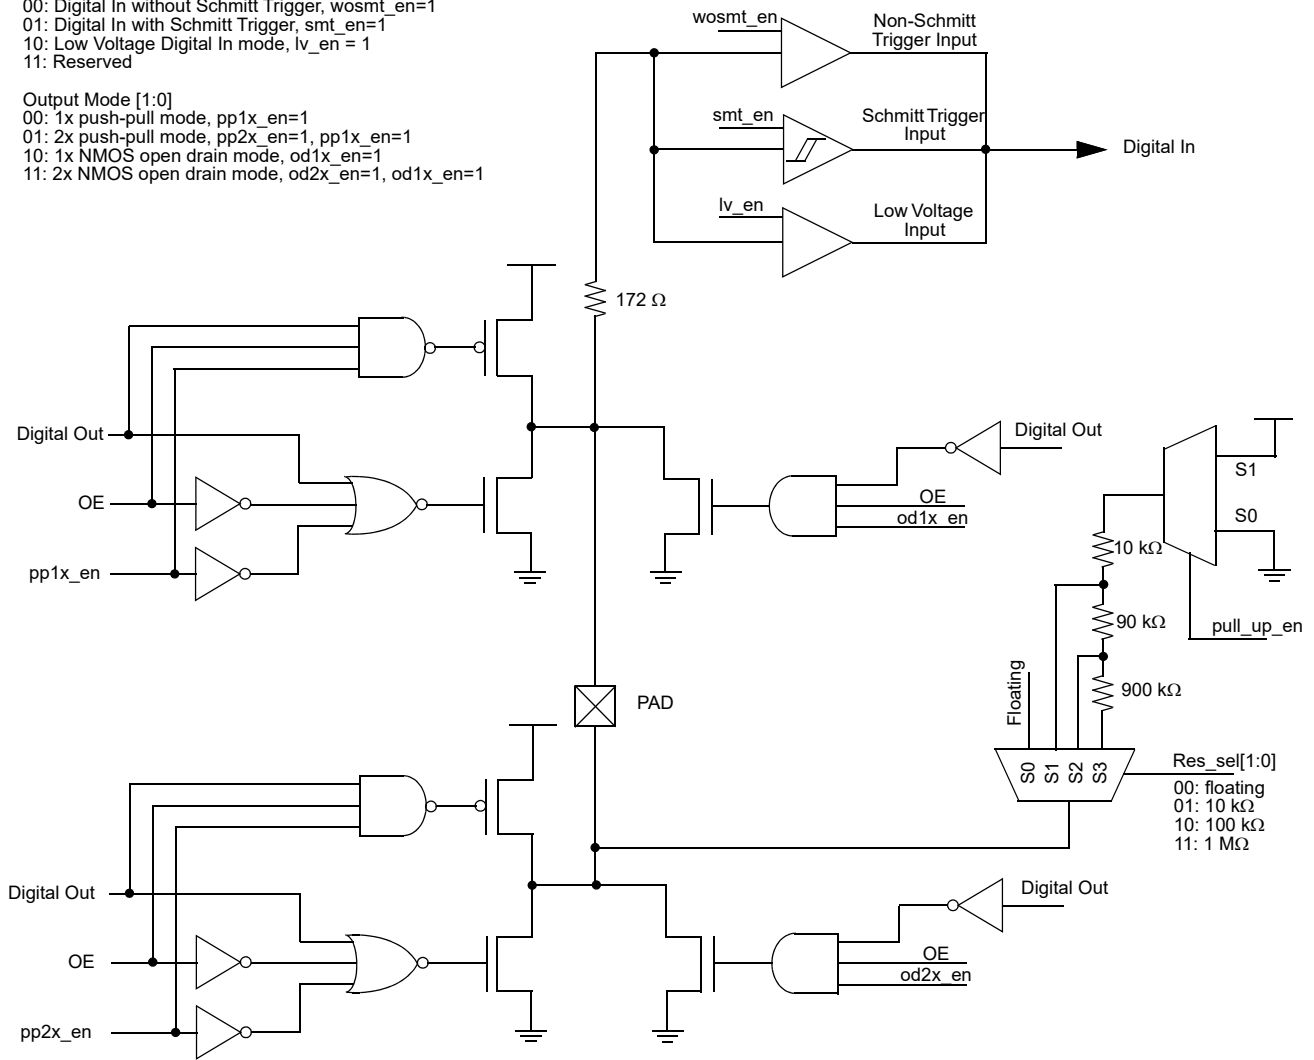 00: Digital In without Schmitt Trigger, wosmt_en=1
01: Digital In with Schmitt Trigger, smt_en=1
10: Low Voltage Digital In mode, lv_en = 1
11: Reserved
Output Mode [1:0]
00: 1x push-pull mode, pp1x_en=1
01: 2x push-pull mode, pp2x_en=1, pp1x_en=1
10: 1x NMOS open drain mode, od1x_en=1
11: 2x NMOS open drain mode, od2x_en=1, od1x_en=1
wosmt_en
Non-Schmitt
Trigger Input
smt_en
Schmitt Trigger
Input
Digital In
lv_en
Low Voltage
Input
172 Ω
Digital Out
OE
pp1x_en
Digital Out
OE
od1x_en
S1
S0
10 kΩ
90 kΩ
pull_up_en
900 kΩ
Floating
PAD
S0
S1
S2
S3
Res_sel[1:0]
00: floating
01: 10 kΩ
10: 100 kΩ
11: 1 MΩ
Digital Out
OE
pp2x_en
Digital Out
OE
od2x_en